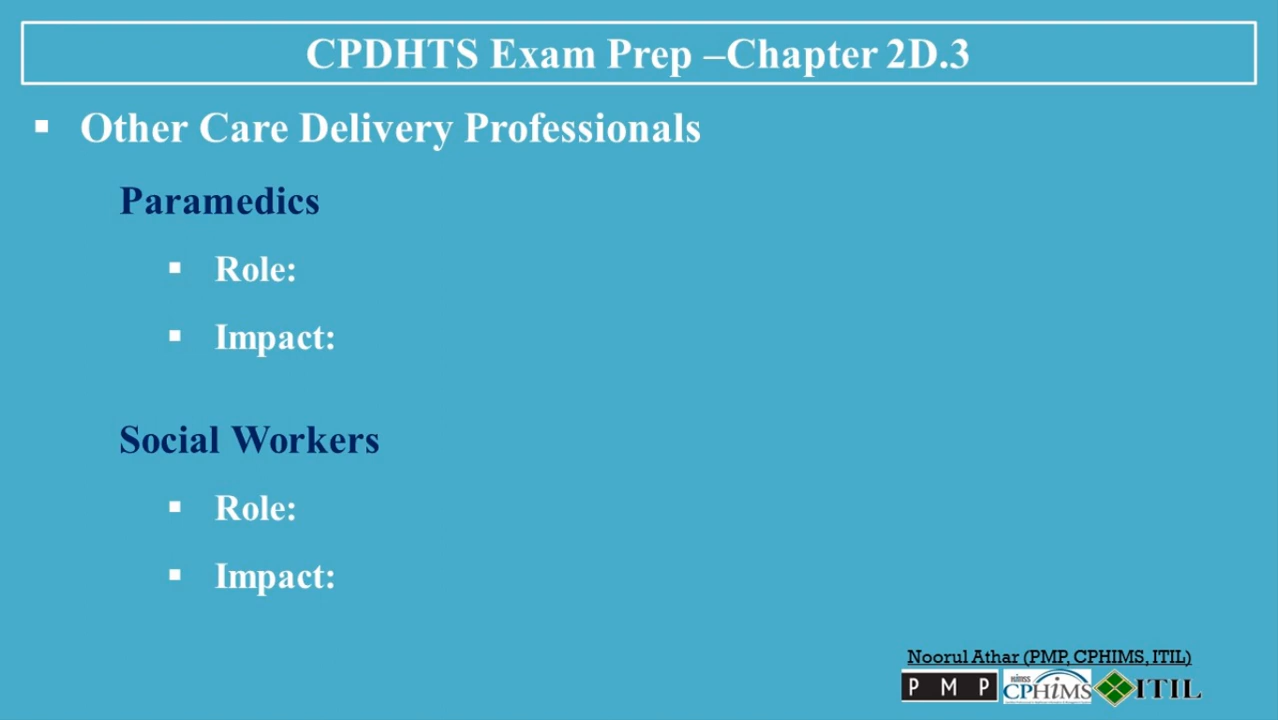 CPDHTS Exam Prep –Chapter 2D.3
▪ Other Care Delivery Professionals
Paramedics
▪ Role:
▪ Impact:
Social Workers
▪ Role:
▪ Impact:
Noorul Athar (PMP, CPHIMS, ITIL)
PMP himss CPHiMS ITIL